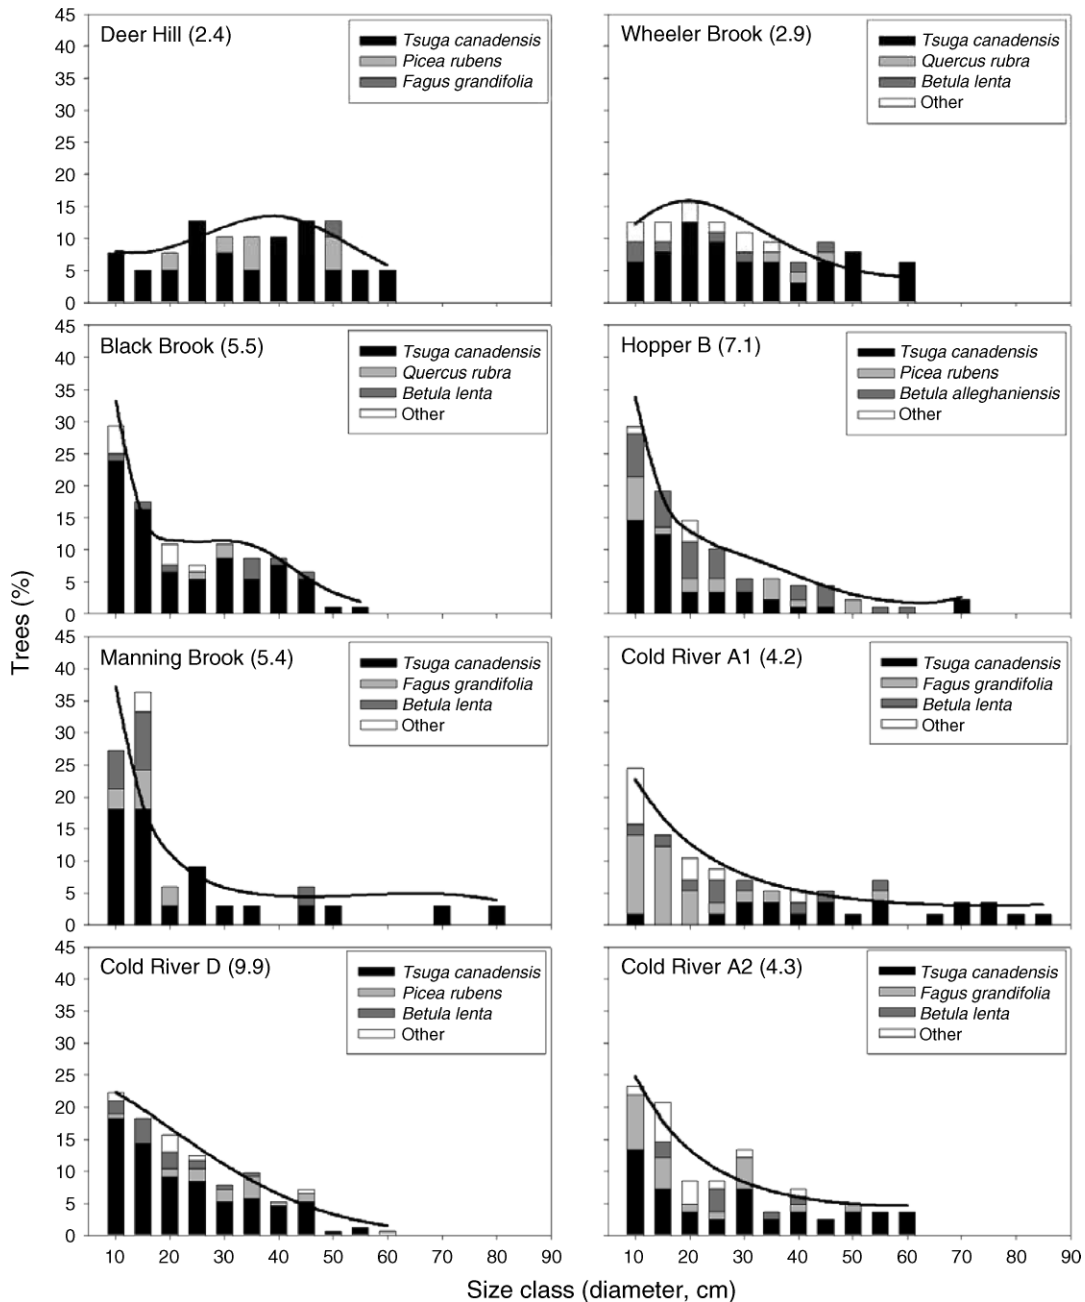 Deer Hill (2.4)
Tsuga canadensis
Picea rubens
Fagus grandifolia
45
40
35
30
25
20
15
10
5
0
Wheeler Brook (2.9)
Tsuga canadensis
Quercus rubra
Betula lenta
Other
Black Brook (5.5)
Tsuga canadensis
Quercus rubra
Betula lenta
Other
45
40
35
30
25
20
15
10
5
0
Hopper B (7.1)
Tsuga canadensis
Picea rubens
Betula alleghaniensis
Other
Trees (%)
Manning Brook (5.4)
Tsuga canadensis
Fagus grandifolia
Betula lenta
Other
45
40
35
30
25
20
15
10
5
0
Cold River A1 (4.2)
Tsuga canadensis
Fagus grandifolia
Betula lenta
Other
Cold River D (9.9)
Tsuga canadensis
Picea rubens
Betula lenta
Other
45
40
35
30
25
20
15
10
5
0
10 20 30 40 50 60 70 80 90
Cold River A2 (4.3)
Tsuga canadensis
Fagus grandifolia
Betula lenta
Other
10 20 30 40 50 60 70 80 90
Size class (diameter, cm)